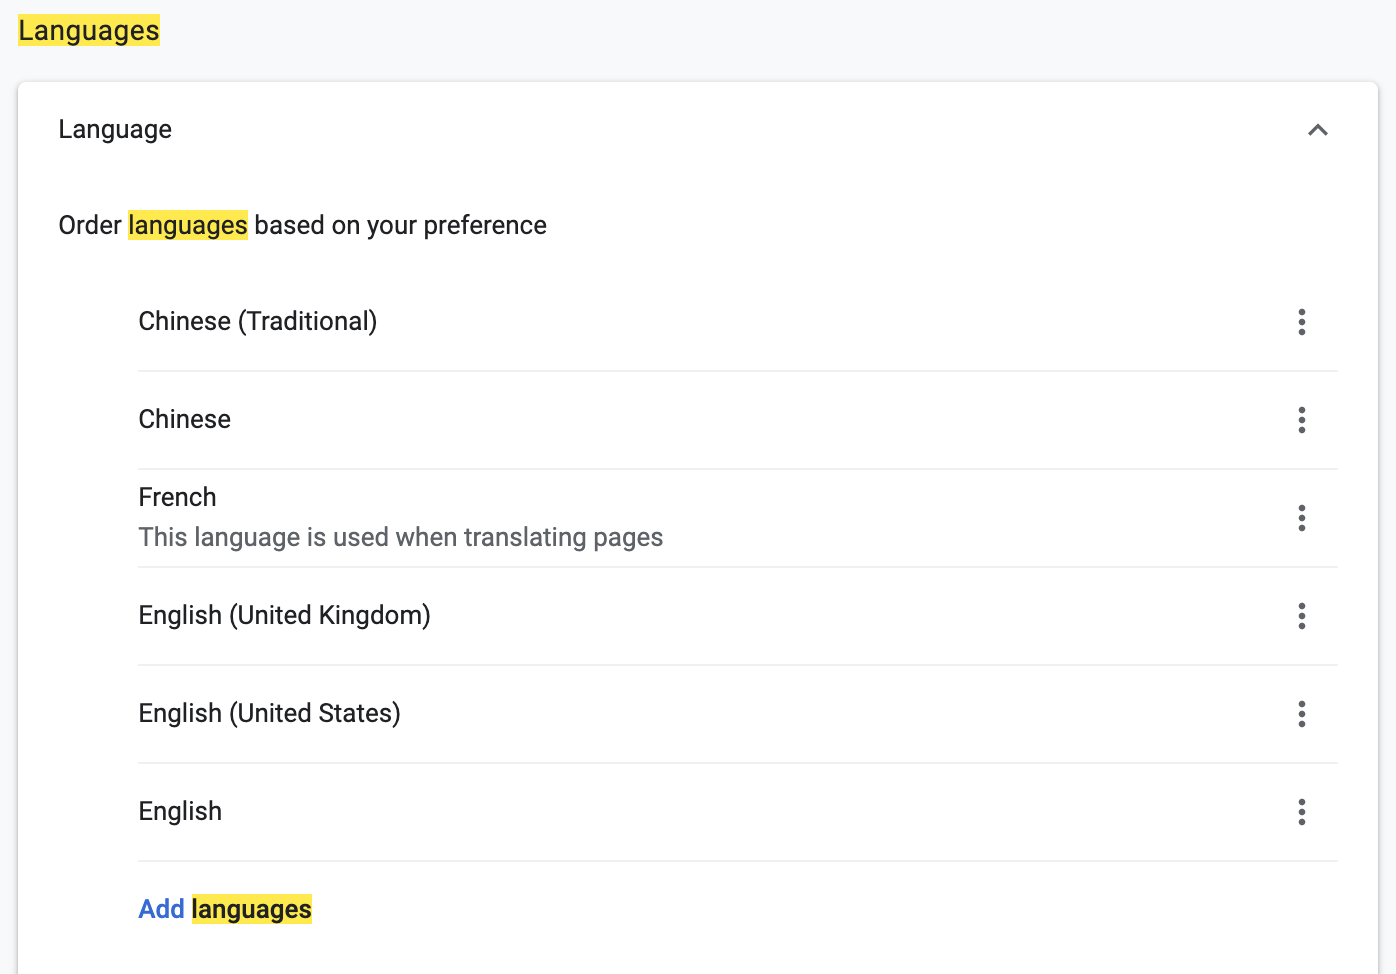 Languages
Language
Order languages based on your preference
Chinese (Traditional)
Chinese
French
This language is used when translating pages
English (United Kingdom)
English (United States)
English
Add languages